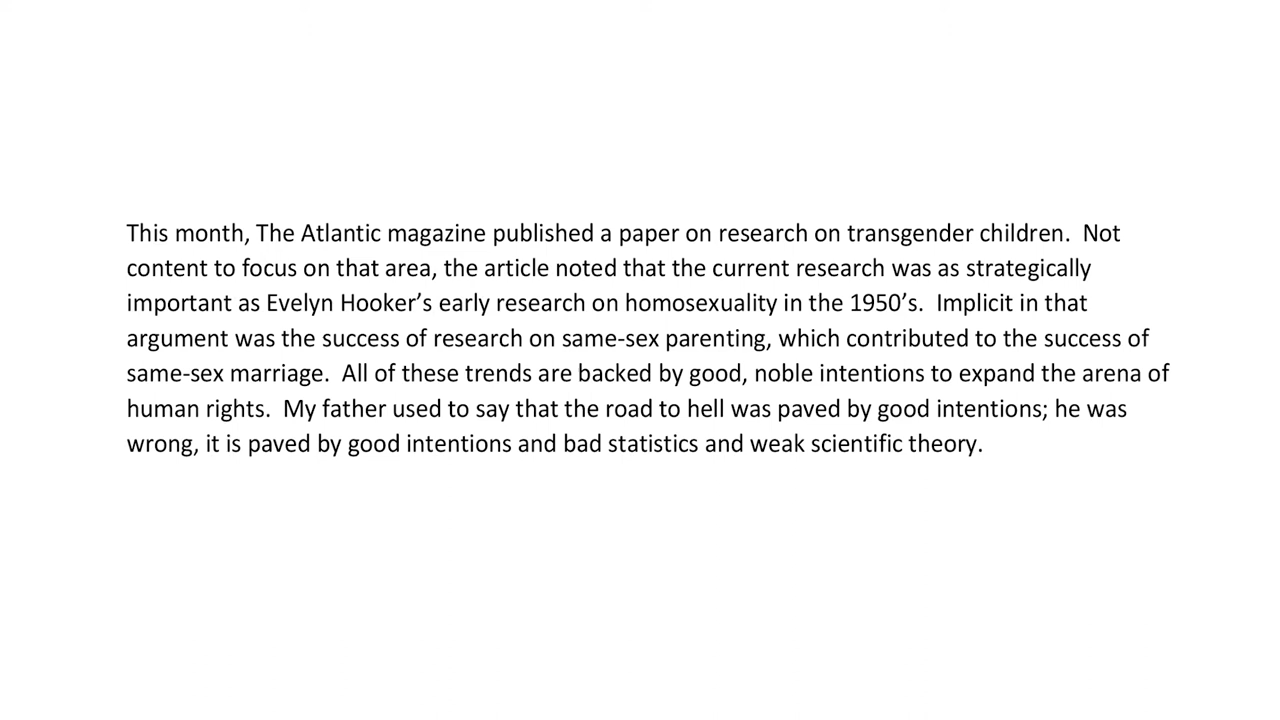 This month, The Atlantic magazine published a paper on research on transgender children.  Not
content to focus on that area, the article noted that the current research was as strategically
important as Evelyn Hooker’s early research on homosexuality in the 1950’s.  Implicit in that
argument was the success of research on same-sex parenting, which contributed to the success of
same-sex marriage.  All of these trends are backed by good, noble intentions to expand the arena of
human rights.  My father used to say that the road to hell was paved by good intentions; he was
wrong, it is paved by good intentions and bad statistics and weak scientific theory.